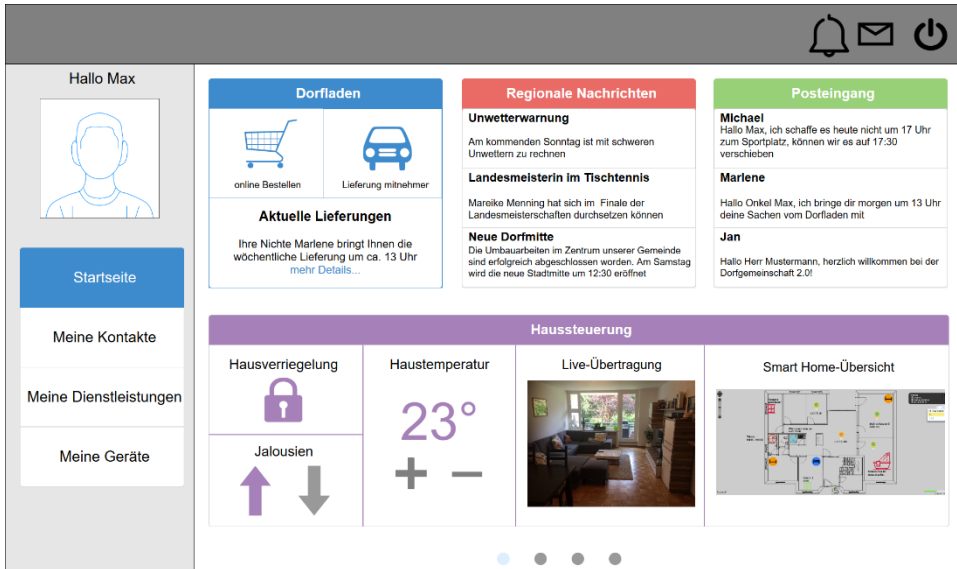 Hallo Max
Startseite
Meine Kontakte
Meine Dienstleistungen
Meine Geräte
Dorfladen
online Bestellen
Lieferung mitnehmer
Aktuelle Lieferungen
Ihre Nichte Marlene bringt Ihnen die
wöchentliche Lieferung um ca. 13 Uhr
mehr Details...
Regionale Nachrichten
Unwetterwarnung
Am kommenden Sonntag ist mit schweren
Unwettern zu rechnen
Landesmeisterin im Tischtennis
Mareike Menning hat sich im Finale der
Landesmeisterschaften durchsetzen können
Neue Dorfmitte
Die Umbauarbeiten im Zentrum unserer Gemeinde
sind erfolgreich abgeschlossen worden. Am Samstag
wird die neue Stadtmitte um 12:30 eröffnet
Posteingang
Michael
Hallo Max, ich schaffe es heute nicht um 17 Uhr
zum Sportplatz, können wir es auf 17:30
verschieben
Marlene
Hallo Onkel Max, ich bringe dir morgen um 13 Uhr
deine Sachen vom Dorfladen mit
Jan
Hallo Herr Mustermann, herzlich willkommen bei der
Dorfgemeinschaft 2.0!
Haussteuerung
Hausverriegelung
Jalousien
Haustemperatur
23°
+ −
Live-Übertragung
Smart Home-Übersicht